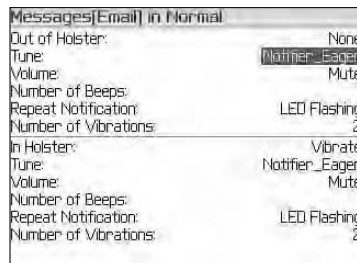 Messages[Email] in Normal
Out of Holster: None
Tune: Notifier_Eager
Volume: Mute
Number of Beeps:
Repeat Notification: LED Flashing
Number of Vibrations: 2
In Holster: Vibrate
Tune: Notifier_Eager
Volume: Mute
Number of Beeps:
Repeat Notification: LED Flashing
Number of Vibrations: 2